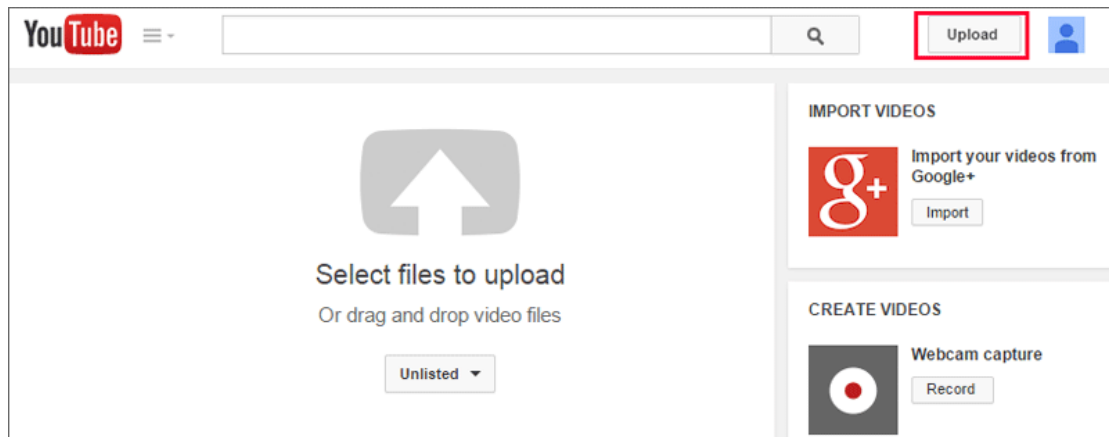 YouTube
Upload
Select files to upload
Or drag and drop video files
Unlisted
IMPORT VIDEOS
g+
Import your videos from
Google+
Import
CREATE VIDEOS
Webcam capture
Record